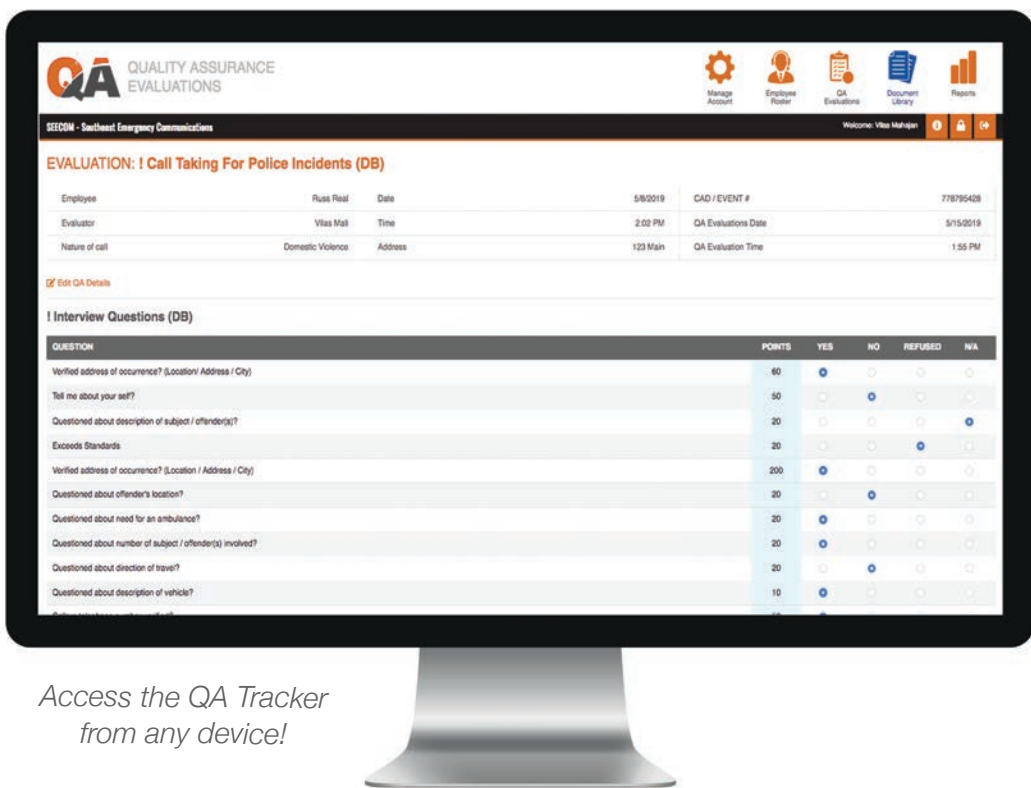 QA QUALITY ASSURANCE
EVALUATIONS
Manage
Account
Employee
Roster
QA
Evaluations
Document
Library
Reports
SEECOM - Southeast Emergency Communications
Welcome: Vilas Mahajan
EVALUATION: ! Call Taking For Police Incidents (DB)
Employee Russ Real Date 5/8/2019 CAD / EVENT # 778795428
Evaluator Vilas Mali Time 2:02 PM QA Evaluations Date 5/15/2019
Nature of call Domestic Violence Address 123 Main QA Evaluation Time 1:55 PM
Edit QA Details
! Interview Questions (DB)
QUESTION POINTS YES NO REFUSED N/A
Verified address of occurrence? (Location/ Address / City) 60
Tell me about your self? 50
Questioned about description of subject / offender(s)? 20
Exceeds Standards 20
Verified address of occurrence? (Location / Address / City) 200
Questioned about offender's location? 20
Questioned about need for an ambulance? 20
Questioned about number of subject / offender(s) involved? 20
Questioned about direction of travel? 20
Questioned about description of vehicle? 10
Access the QA Tracker
from any device!